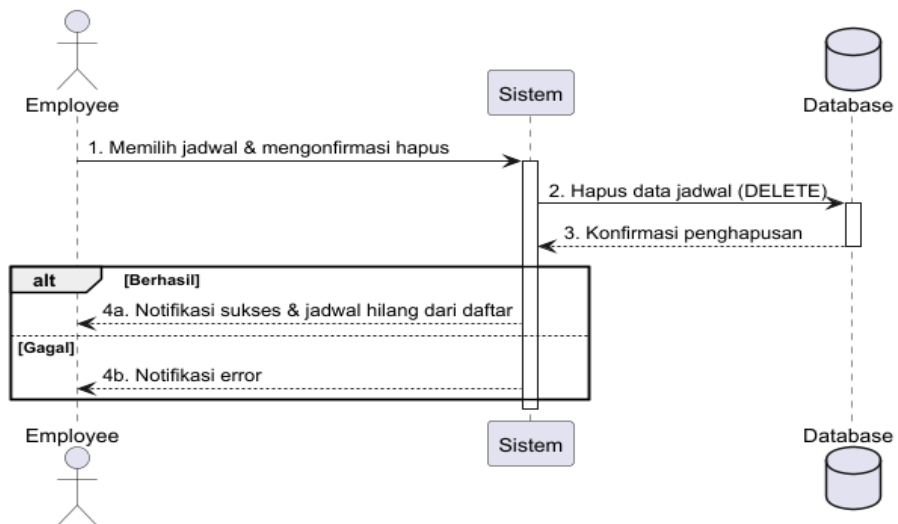 Employee
Sistem
Database
1. Memilih jadwal & mengonfirmasi hapus
2. Hapus data jadwal (DELETE)
3. Konfirmasi penghapusan
alt
[Berhasil]
4a. Notifikasi sukses & jadwal hilang dari daftar
[Gagal]
4b. Notifikasi error
Employee
Sistem
Database